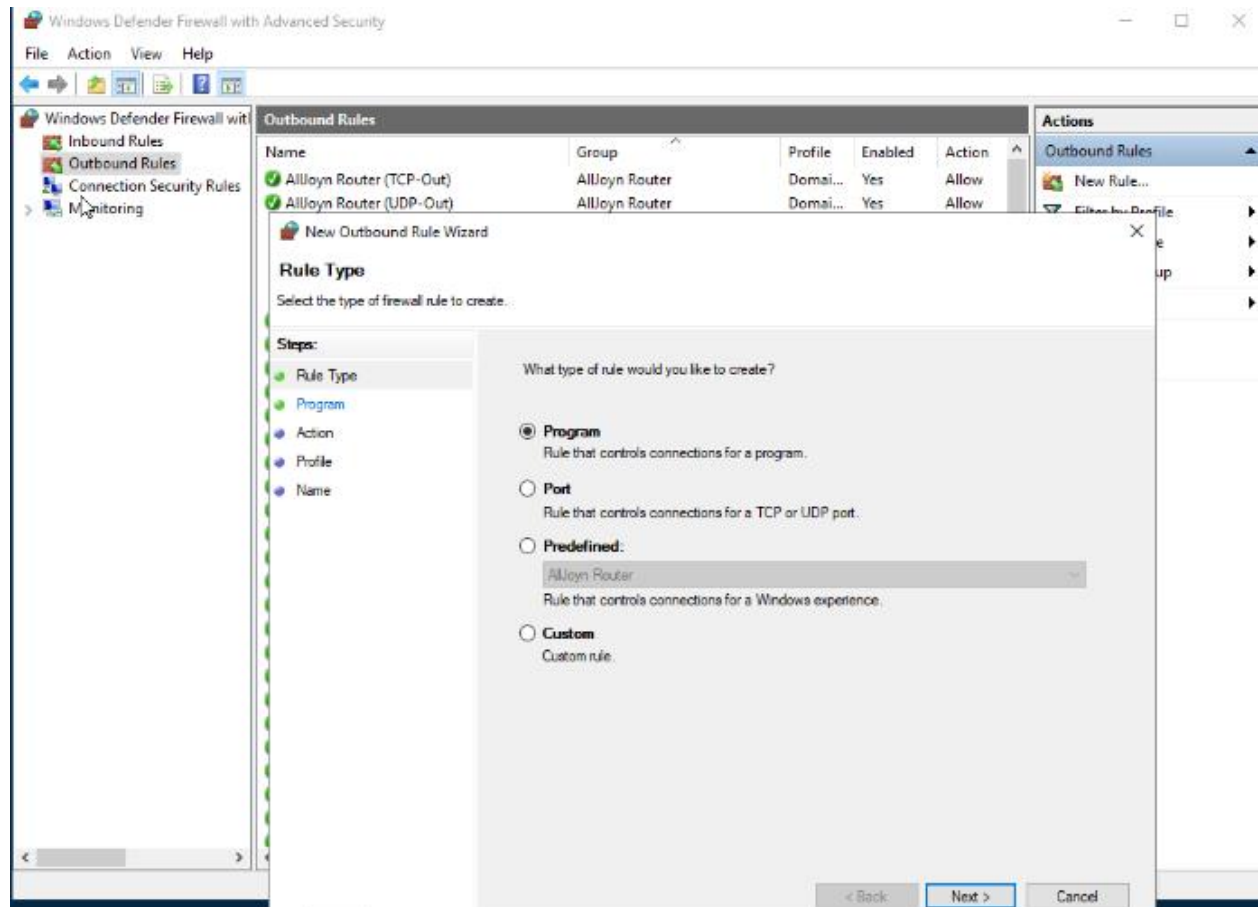 Windows Defender Firewall with Advanced Security
File Action View Help
Windows Defender Firewall wit
Inbound Rules
Outbound Rules
Connection Security Rules
Monitoring
Outbound Rules
Name Group Profile Enabled Action
AllJoyn Router (TCP-Out) AllJoyn Router Domai... Yes Allow
AllJoyn Router (UDP-Out) AllJoyn Router Domai... Yes Allow
Actions
Outbound Rules
New Rule...
Filter by Profile
e
up
New Outbound Rule Wizard
Rule Type
Select the type of firewall rule to create.
Steps:
Rule Type
Program
Action
Profile
Name
What type of rule would you like to create?
Program
Rule that controls connections for a program.
Port
Rule that controls connections for a TCP or UDP port.
Predefined:
AllJoyn Router
Rule that controls connections for a Windows experience.
Custom
Custom rule.
< Back Next > Cancel